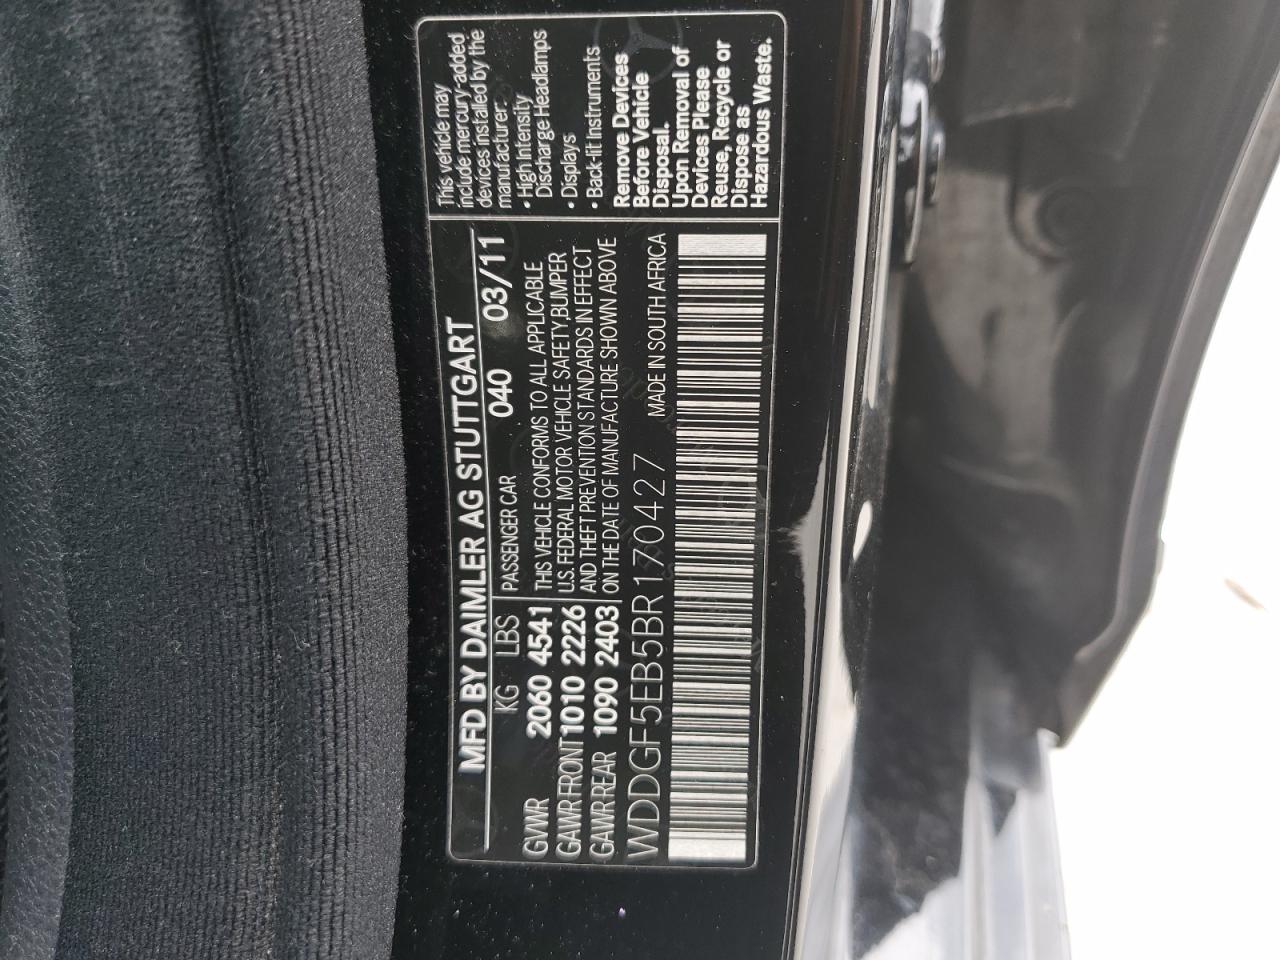 MFD BY DAIMLER AG STUTTGART
KG LBS PASSENGER CAR 040 03/11
GVWR 2060 4541
GAWR FRONT 1010 2226
GAWR REAR 1090 2403
THIS VEHICLE CONFORMS TO ALL APPLICABLE
U.S. FEDERAL MOTOR VEHICLE SAFETY, BUMPER
AND THEFT PREVENTION STANDARDS IN EFFECT
ON THE DATE OF MANUFACTURE SHOWN ABOVE
WDDGF5EB5BR170427 MADE IN SOUTH AFRICA
This vehicle may
include mercury-added
devices installed by the
manufacturer:
• High Intensity
Discharge Headlamps
• Displays
• Back-lit Instruments
Remove Devices
Before Vehicle
Disposal.
Upon Removal of
Devices Please
Reuse, Recycle or
Dispose as
Hazardous Waste.